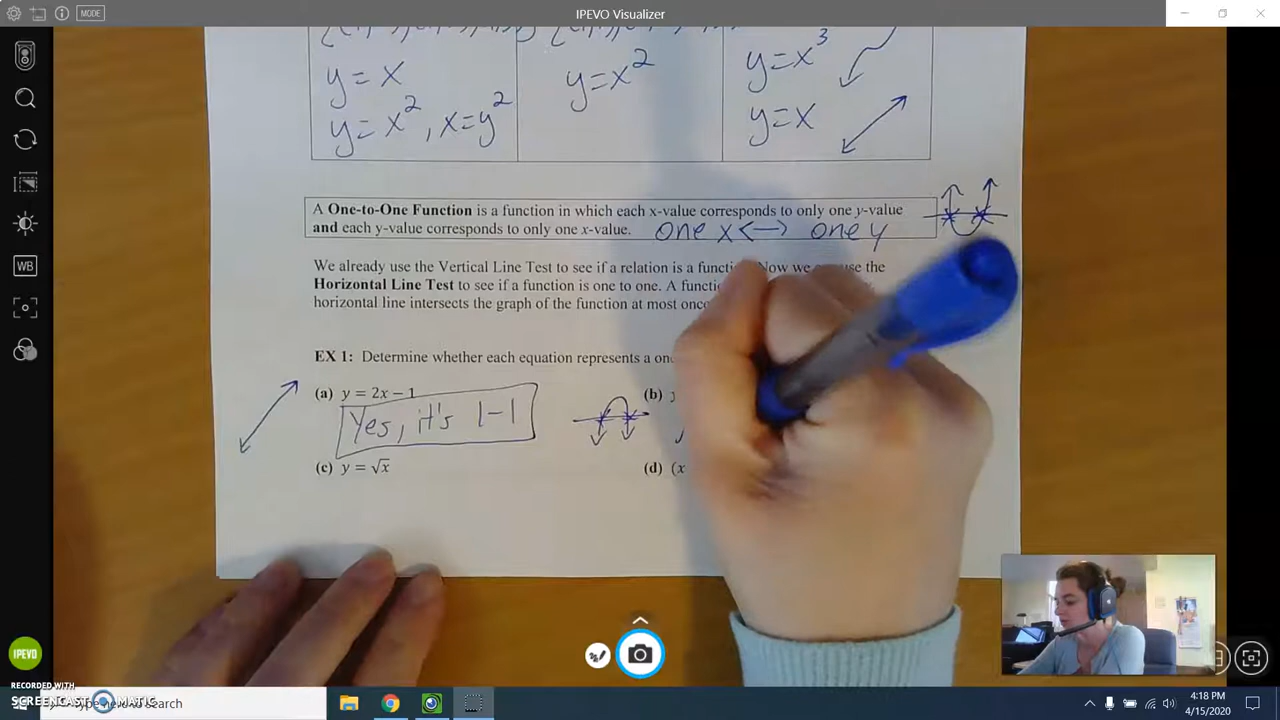 IPEVO Visualizer
MODE
WB
y = x
y = x², x = y²
y = x²
y = x³
y = x
A One-to-One Function is a function in which each x-value corresponds to only one y-value
and each y-value corresponds to only one x-value. one x <-> one y
We already use the Vertical Line Test to see if a relation is a Now we use the
Horizontal Line Test to see if a function is one to one. A
horizontal line intersects the graph of the function at most
EX 1: Determine whether each equation represents a
(a) y = 2x − 1
Yes, it's 1-1
(b)
(c) y = √x
(d) (x
IPEVO
RECORDED WITH
SCREENCAST MATIC
search
4:18 PM
4/15/2020